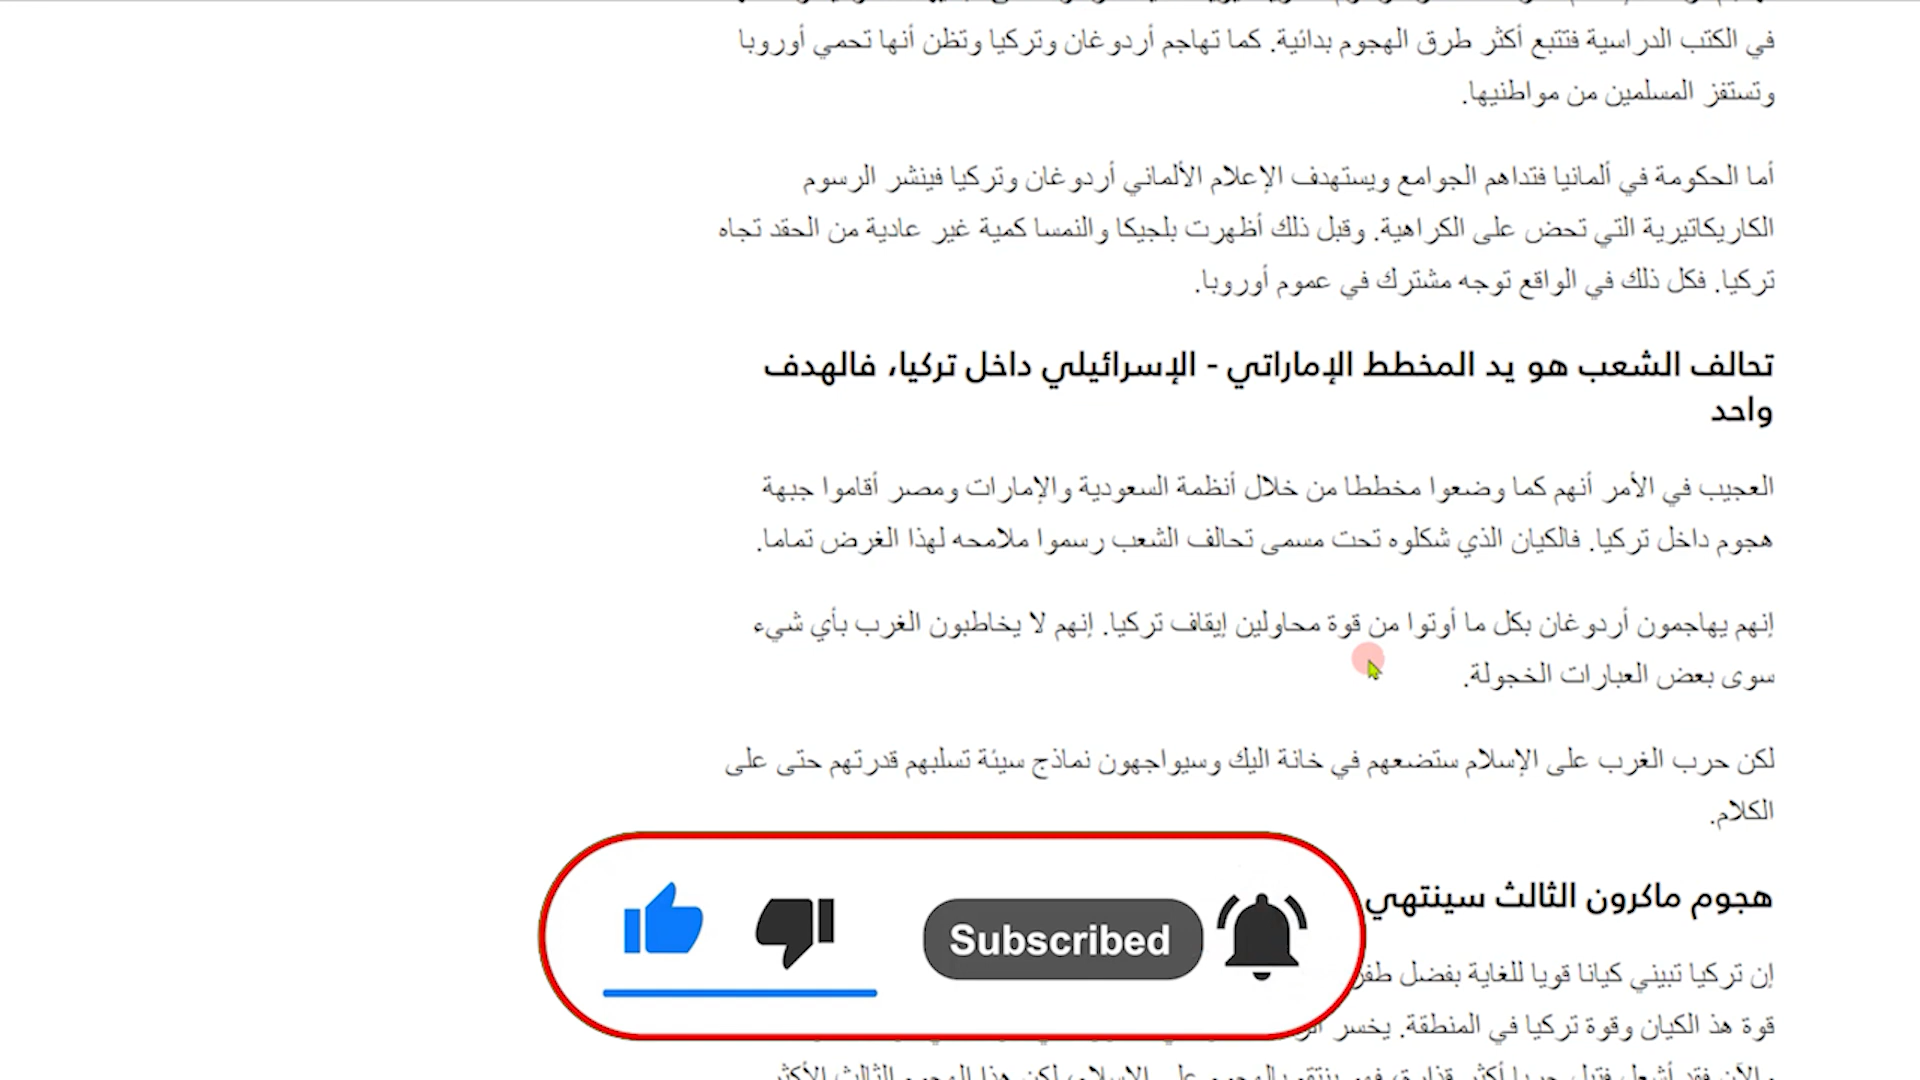 في الكتب الدراسية فتتبع أكثر طرق الهجوم بدائية. كما تهاجم أردوغان وتركيا وتظن أنها تحمي أوروبا
وتستفز المسلمين من مواطنيها.
أما الحكومة في ألمانيا فتداهم الجوامع ويستهدف الإعلام الألماني أردوغان وتركيا فينشر الرسوم
الكاريكاتيرية التي تحض على الكراهية. وقبل ذلك أظهرت بلجيكا والنمسا كمية غير عادية من الحقد تجاه
تركيا. فكل ذلك في الواقع توجه مشترك في عموم أوروبا.
تحالف الشعب هو يد المخطط الإماراتي - الإسرائيلي داخل تركيا، فالهدف
واحد
العجيب في الأمر أنهم كما وضعوا مخططا من خلال أنظمة السعودية والإمارات ومصر أقاموا جبهة
هجوم داخل تركيا. فالكيان الذي شكلوه تحت مسمى تحالف الشعب رسموا ملامحه لهذا الغرض تماما.
إنهم يهاجمون أردوغان بكل ما أوتوا من قوة محاولين إيقاف تركيا. إنهم لا يخاطبون الغرب بأي شيء
سوى بعض العبارات الخجولة.
لكن حرب الغرب على الإسلام ستضعهم في خانة اليك وسيواجهون نماذج سيئة تسلبهم قدرتهم حتى على
الكلام.
هجوم ماكرون الثالث سينتهي
إن تركيا تبيني كيانا قويا للغاية بفضل
قوة هذ الكيان وقوة تركيا في المنطقة. يخسر
Subscribed